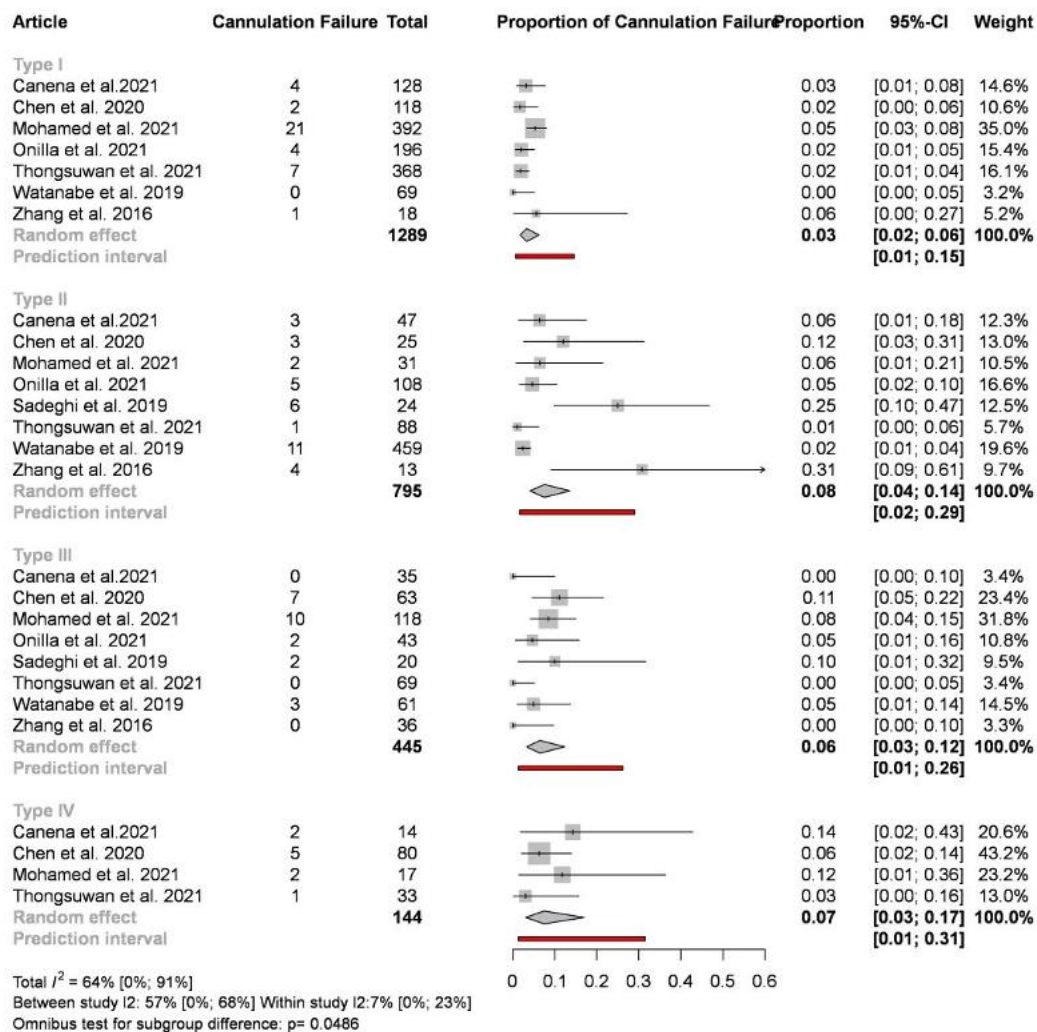 Article Cannulation Failure Total Proportion of Cannulation Failure Proportion 95%-CI Weight
Type I
Canena et al.2021 4 128 0.03 [0.01; 0.08] 14.6%
Chen et al. 2020 2 118 0.02 [0.00; 0.06] 10.6%
Mohamed et al. 2021 21 392 0.05 [0.03; 0.08] 35.0%
Onilla et al. 2021 4 196 0.02 [0.01; 0.05] 15.4%
Thongsuwan et al. 2021 7 368 0.02 [0.01; 0.04] 16.1%
Watanabe et al. 2019 0 69 0.00 [0.00; 0.05] 3.2%
Zhang et al. 2016 1 18 0.06 [0.00; 0.27] 5.2%
Random effect 1289 0.03 [0.02; 0.06] 100.0%
Prediction interval [0.01; 0.15]
Type II
Canena et al.2021 3 47 0.06 [0.01; 0.18] 12.3%
Chen et al. 2020 3 25 0.12 [0.03; 0.31] 13.0%
Mohamed et al. 2021 2 31 0.06 [0.01; 0.21] 10.5%
Onilla et al. 2021 5 108 0.05 [0.02; 0.10] 16.6%
Sadeghi et al. 2019 6 24 0.25 [0.10; 0.47] 12.5%
Thongsuwan et al. 2021 1 88 0.01 [0.00; 0.06] 5.7%
Watanabe et al. 2019 11 459 0.02 [0.01; 0.04] 19.6%
Zhang et al. 2016 4 13 0.31 [0.09; 0.61] 9.7%
Random effect 795 0.08 [0.04; 0.14] 100.0%
Prediction interval [0.02; 0.29]
Type III
Canena et al.2021 0 35 0.00 [0.00; 0.10] 3.4%
Chen et al. 2020 7 63 0.11 [0.05; 0.22] 23.4%
Mohamed et al. 2021 10 118 0.08 [0.04; 0.15] 31.8%
Onilla et al. 2021 2 43 0.05 [0.01; 0.16] 10.8%
Sadeghi et al. 2019 2 20 0.10 [0.01; 0.32] 9.5%
Thongsuwan et al. 2021 0 69 0.00 [0.00; 0.05] 3.4%
Watanabe et al. 2019 3 61 0.05 [0.01; 0.14] 14.5%
Zhang et al. 2016 0 36 0.00 [0.00; 0.10] 3.3%
Random effect 445 0.06 [0.03; 0.12] 100.0%
Prediction interval [0.01; 0.26]
Type IV
Canena et al.2021 2 14 0.14 [0.02; 0.43] 20.6%
Chen et al. 2020 5 80 0.06 [0.02; 0.14] 43.2%
Mohamed et al. 2021 2 17 0.12 [0.01; 0.36] 23.2%
Thongsuwan et al. 2021 1 33 0.03 [0.00; 0.16] 13.0%
Random effect 144 0.07 [0.03; 0.17] 100.0%
Prediction interval [0.01; 0.31]
0 0.1 0.2 0.3 0.4 0.5 0.6
Total I² = 64% [0%; 91%]
Between study I2: 57% [0%; 68%] Within study I2:7% [0%; 23%]
Omnibus test for subgroup difference: p= 0.0486